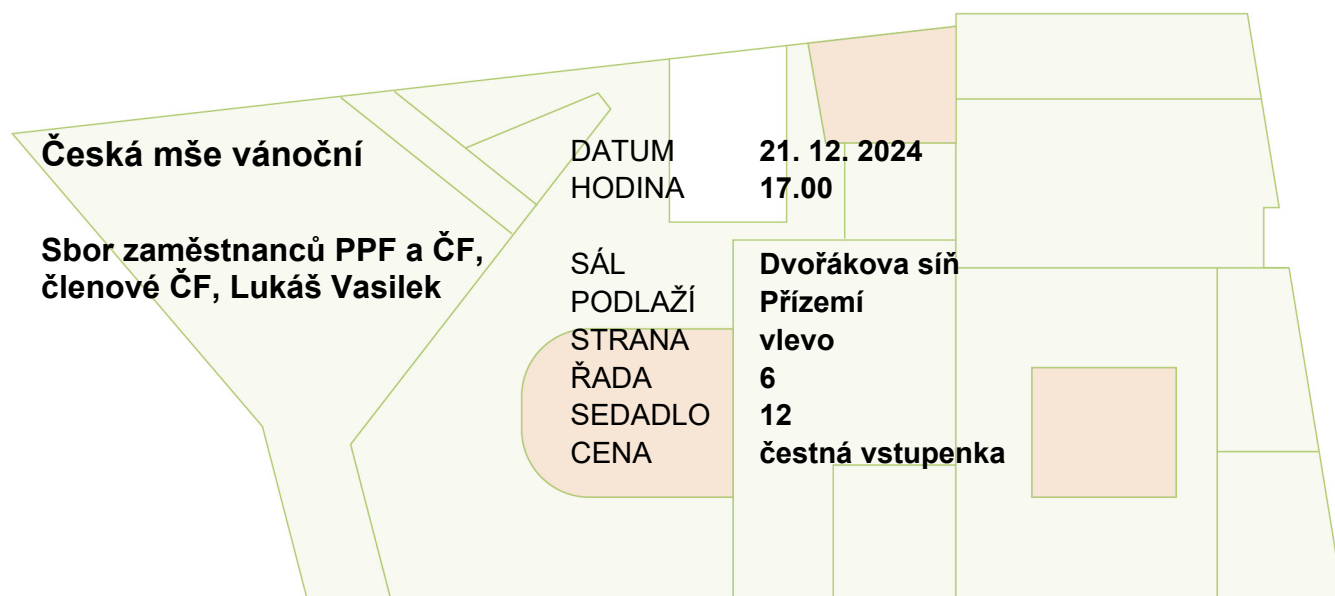 Česká mše vánoční
Sbor zaměstnanců PPF a ČF,
členové ČF, Lukáš Vasilek
DATUM 21. 12. 2024
HODINA 17.00
SÁL Dvořákova síň
PODLAŽÍ Přízemí
STRANA vlevo
ŘADA 6
SEDADLO 12
CENA čestná vstupenka